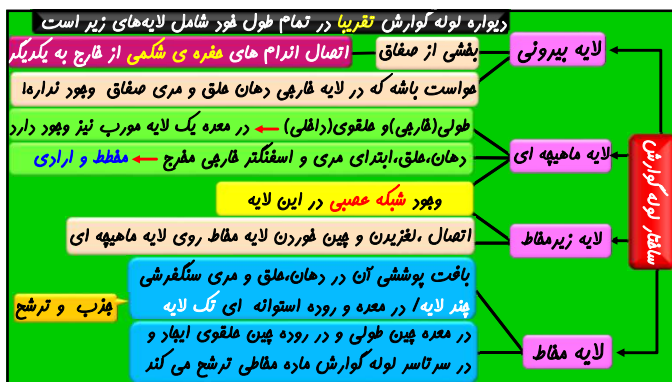 دیواره لوله گوارش تقریبا در تمام طول خود شامل لایه‌های زیر است
ساختار لوله گوارش
لایه بیرونی
بخشی از صفاق
اتصال اندام های حفره ی شکمی از خارج به یکدیگر
حواست باشه که در لایه خارجی دهان حلق و مری صفاق وجود نداره!
لایه ماهیچه ای
طولی(خارجی)و حلقوی(داخلی) ← در معده یک لایه مورب نیز وجود دارد
دهان،حلق،ابتدای مری و اسفنگتر خارجی مخرج ← مخطط و ارادی
وجود شبکه عصبی در این لایه
لایه زیرمخاط
اتصال ،لغزیدن و چین خوردن لایه مخاط روی لایه ماهیچه ای
لایه مخاط
بافت پوششی آن در دهان،حلق و مری سنگفرشی
چند لایه/ در معده و روده استوانه ای تک لایه
جذب و ترشح
در معده چین طولی و در روده چین حلقوی ایجاد و
در سرتاسر لوله گوارش ماده مخاطی ترشح می کند